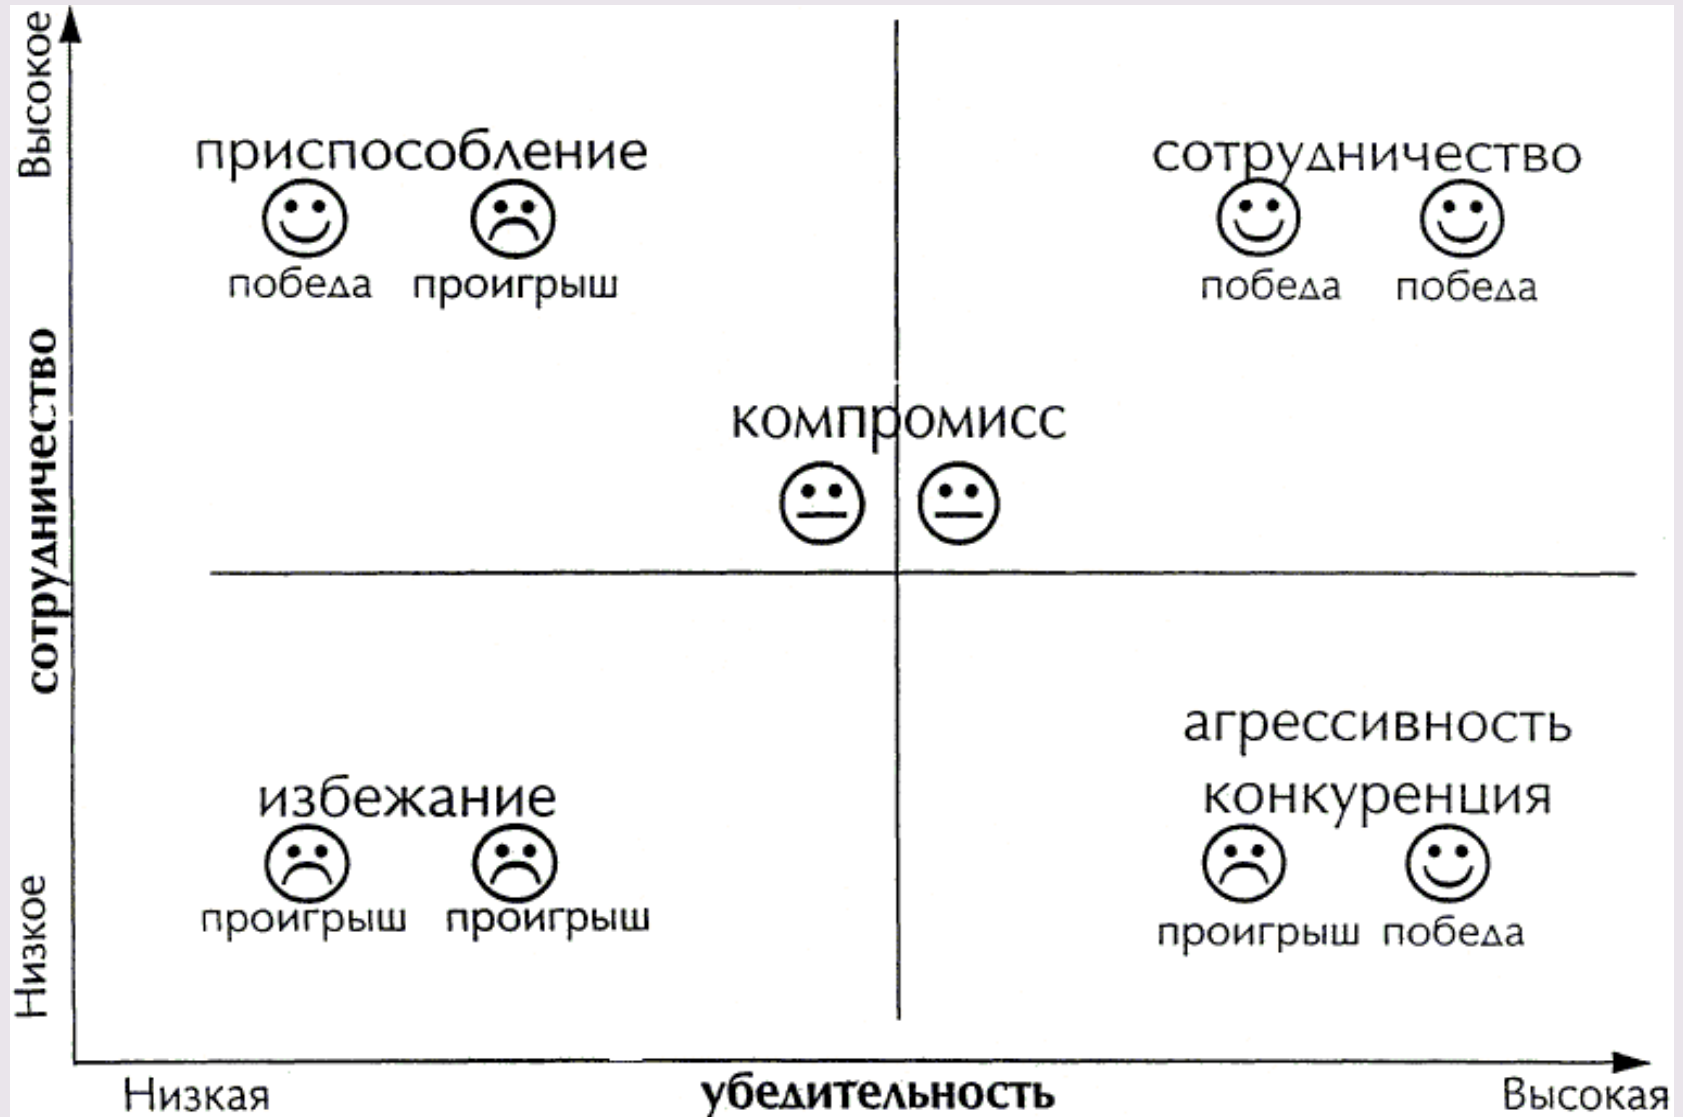 Высокое
сотрудничество
Низкое
приспособление
победа проигрыш
сотрудничество
победа победа
компромисс
избежание
проигрыш проигрыш
агрессивность
конкуренция
проигрыш победа
Низкая
убедительность
Высокая